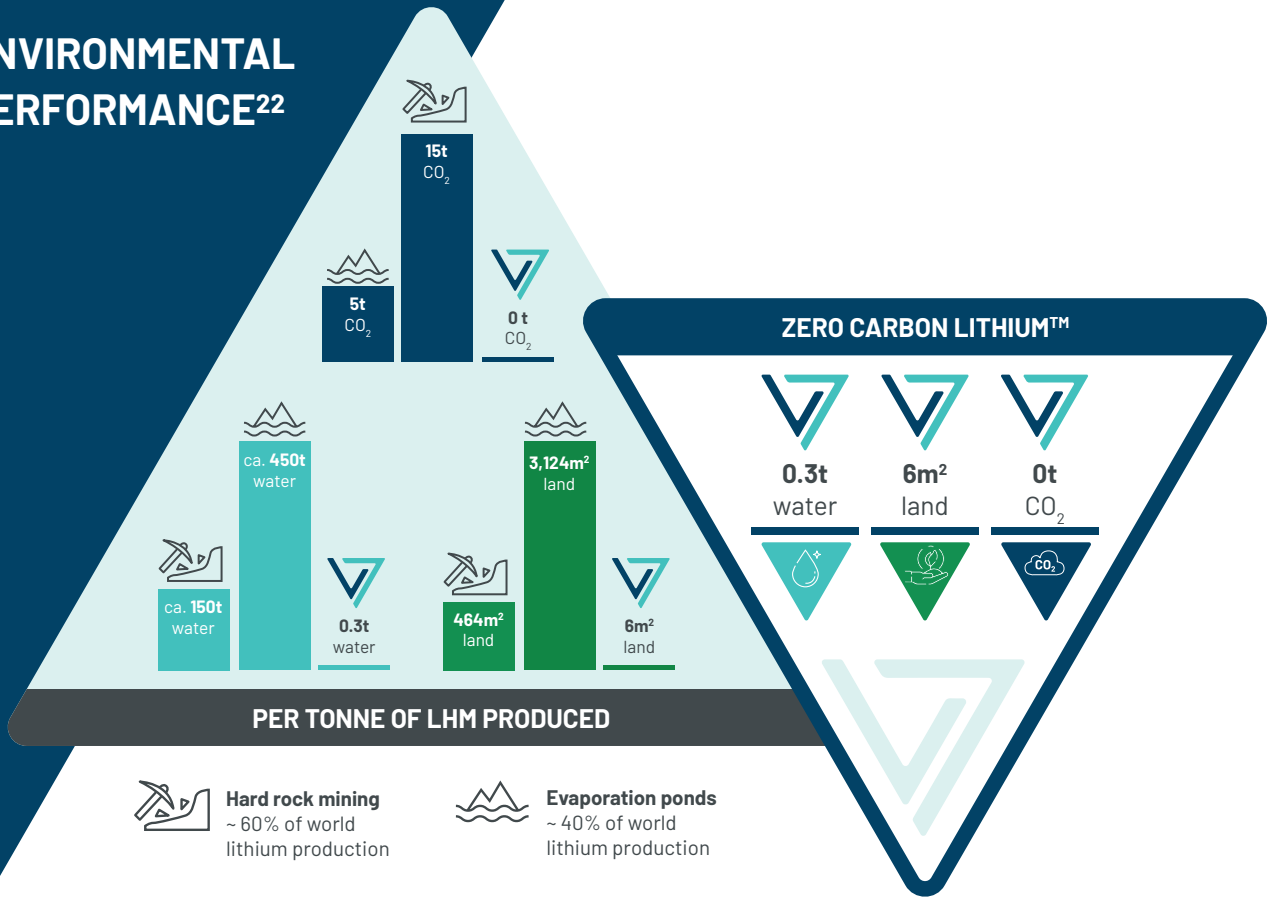 NVIRONMENTAL
ERFORMANCE²²
15t
CO₂
5t
CO₂
0 t
CO₂
ca. 450t
water
ca. 150t
water
0.3t
water
3,124m²
land
464m²
land
6m²
land
PER TONNE OF LHM PRODUCED
Hard rock mining
~ 60% of world
lithium production
Evaporation ponds
~ 40% of world
lithium production
ZERO CARBON LITHIUM™
0.3t
water
6m²
land
0t
CO₂
CO₂